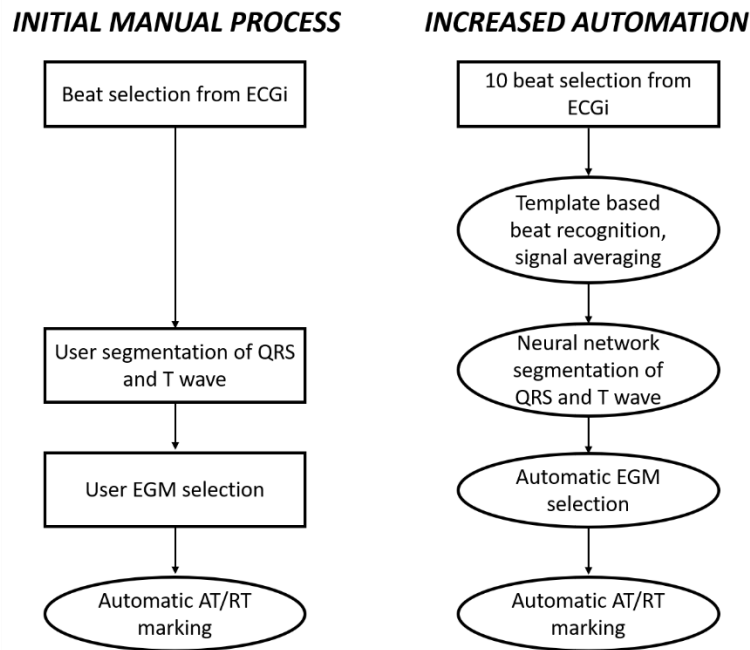 INITIAL MANUAL PROCESS
Beat selection from ECGi
User segmentation of QRS
and T wave
User EGM selection
Automatic AT/RT
marking
INCREASED AUTOMATION
10 beat selection from
ECGi
Template based
beat recognition,
signal averaging
Neural network
segmentation of
QRS and T wave
Automatic EGM
selection
Automatic AT/RT
marking